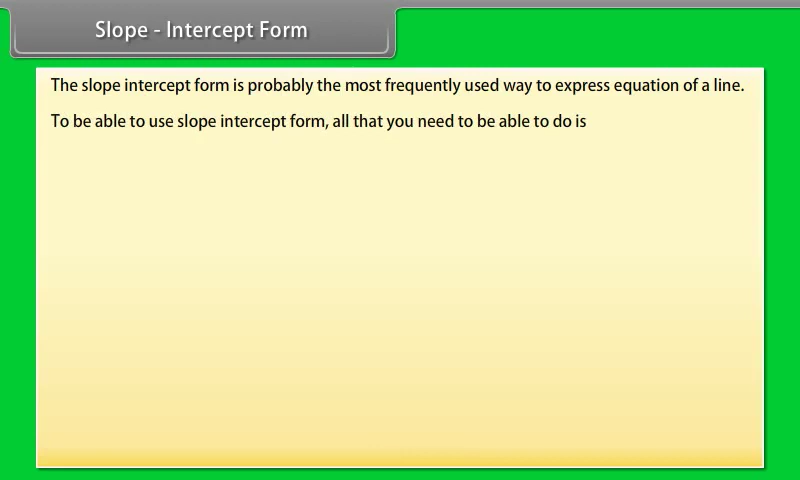 Slope - Intercept Form
The slope intercept form is probably the most frequently used way to express equation of a line.
To be able to use slope intercept form, all that you need to be able to do is